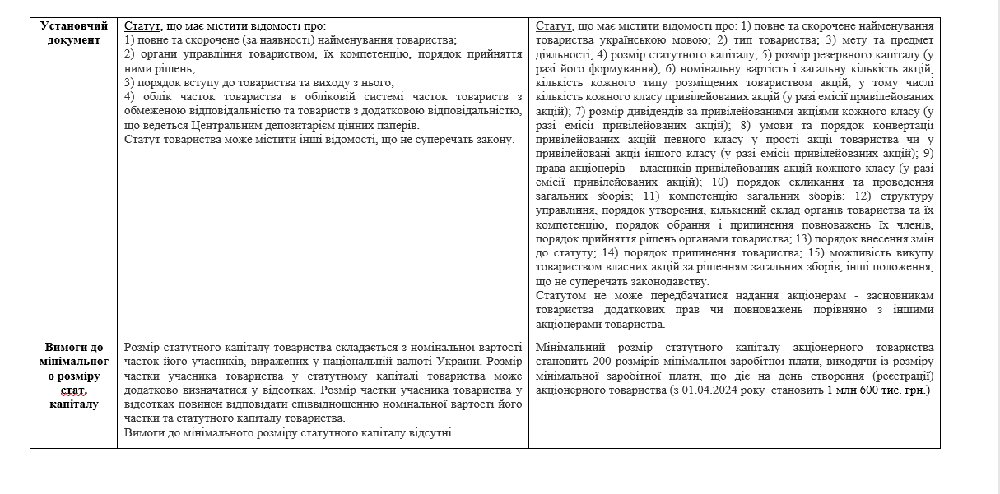 Установчий
документ
Статут, що має містити відомості про:
1) повне та скорочене (за наявності) найменування товариства;
2) органи управління товариством, їх компетенцію, порядок прийняття
ними рішень;
3) порядок вступу до товариства та виходу з нього;
4) облік часток товариства в обліковій системі часток товариств з
обмеженою відповідальністю та товариств з додатковою відповідальністю,
що ведеться Центральним депозитарієм цінних паперів.
Статут товариства може містити інші відомості, що не суперечать закону.
Статут, що має містити відомості про: 1) повне та скорочене найменування
товариства українською мовою; 2) тип товариства; 3) мету та предмет
діяльності; 4) розмір статутного капіталу; 5) розмір резервного капіталу (у
разі його формування); 6) номінальну вартість і загальну кількість акцій,
кількість кожного типу розміщених товариством акцій, у тому числі
кількість кожного класу привілейованих акцій (у разі емісії привілейованих
акцій); 7) розмір дивідендів за привілейованими акціями кожного класу (у
разі емісії привілейованих акцій); 8) умови та порядок конвертації
привілейованих акцій певного класу у прості акції товариства чи у
привілейовані акції іншого класу (у разі емісії привілейованих акцій); 9)
права акціонерів – власників привілейованих акцій кожного класу (у разі
емісії привілейованих акцій); 10) порядок скликання та проведення
загальних зборів; 11) компетенцію загальних зборів; 12) структуру
управління, порядок утворення, кількісний склад органів товариства та їх
компетенцію, порядок обрання і припинення повноважень їх членів,
порядок прийняття рішень органами товариства; 13) порядок внесення змін
до статуту; 14) порядок припинення товариства; 15) можливість викупу
товариством власних акцій за рішенням загальних зборів, інші положення,
що не суперечать законодавству.
Статутом не може передбачатися надання акціонерам - засновникам
товариства додаткових прав чи повноважень порівняно з іншими
акціонерами товариства.
Вимоги до
мінімальног
о розміру
стат.
капіталу
Розмір статутного капіталу товариства складається з номінальної вартості
часток його учасників, виражених у національній валюті України. Розмір
частки учасника товариства у статутному капіталі товариства може
додатково визначатися у відсотках. Розмір частки учасника товариства у
відсотках повинен відповідати співвідношенню номінальної вартості його
частки та статутного капіталу товариства.
Вимоги до мінімального розміру статутного капіталу відсутні.
Мінімальний розмір статутного капіталу акціонерного товариства
становить 200 розмірів мінімальної заробітної плати, виходячи із розміру
мінімальної заробітної плати, що діє на день створення (реєстрації)
акціонерного товариства (з 01.04.2024 року становить 1 млн 600 тис. грн.)